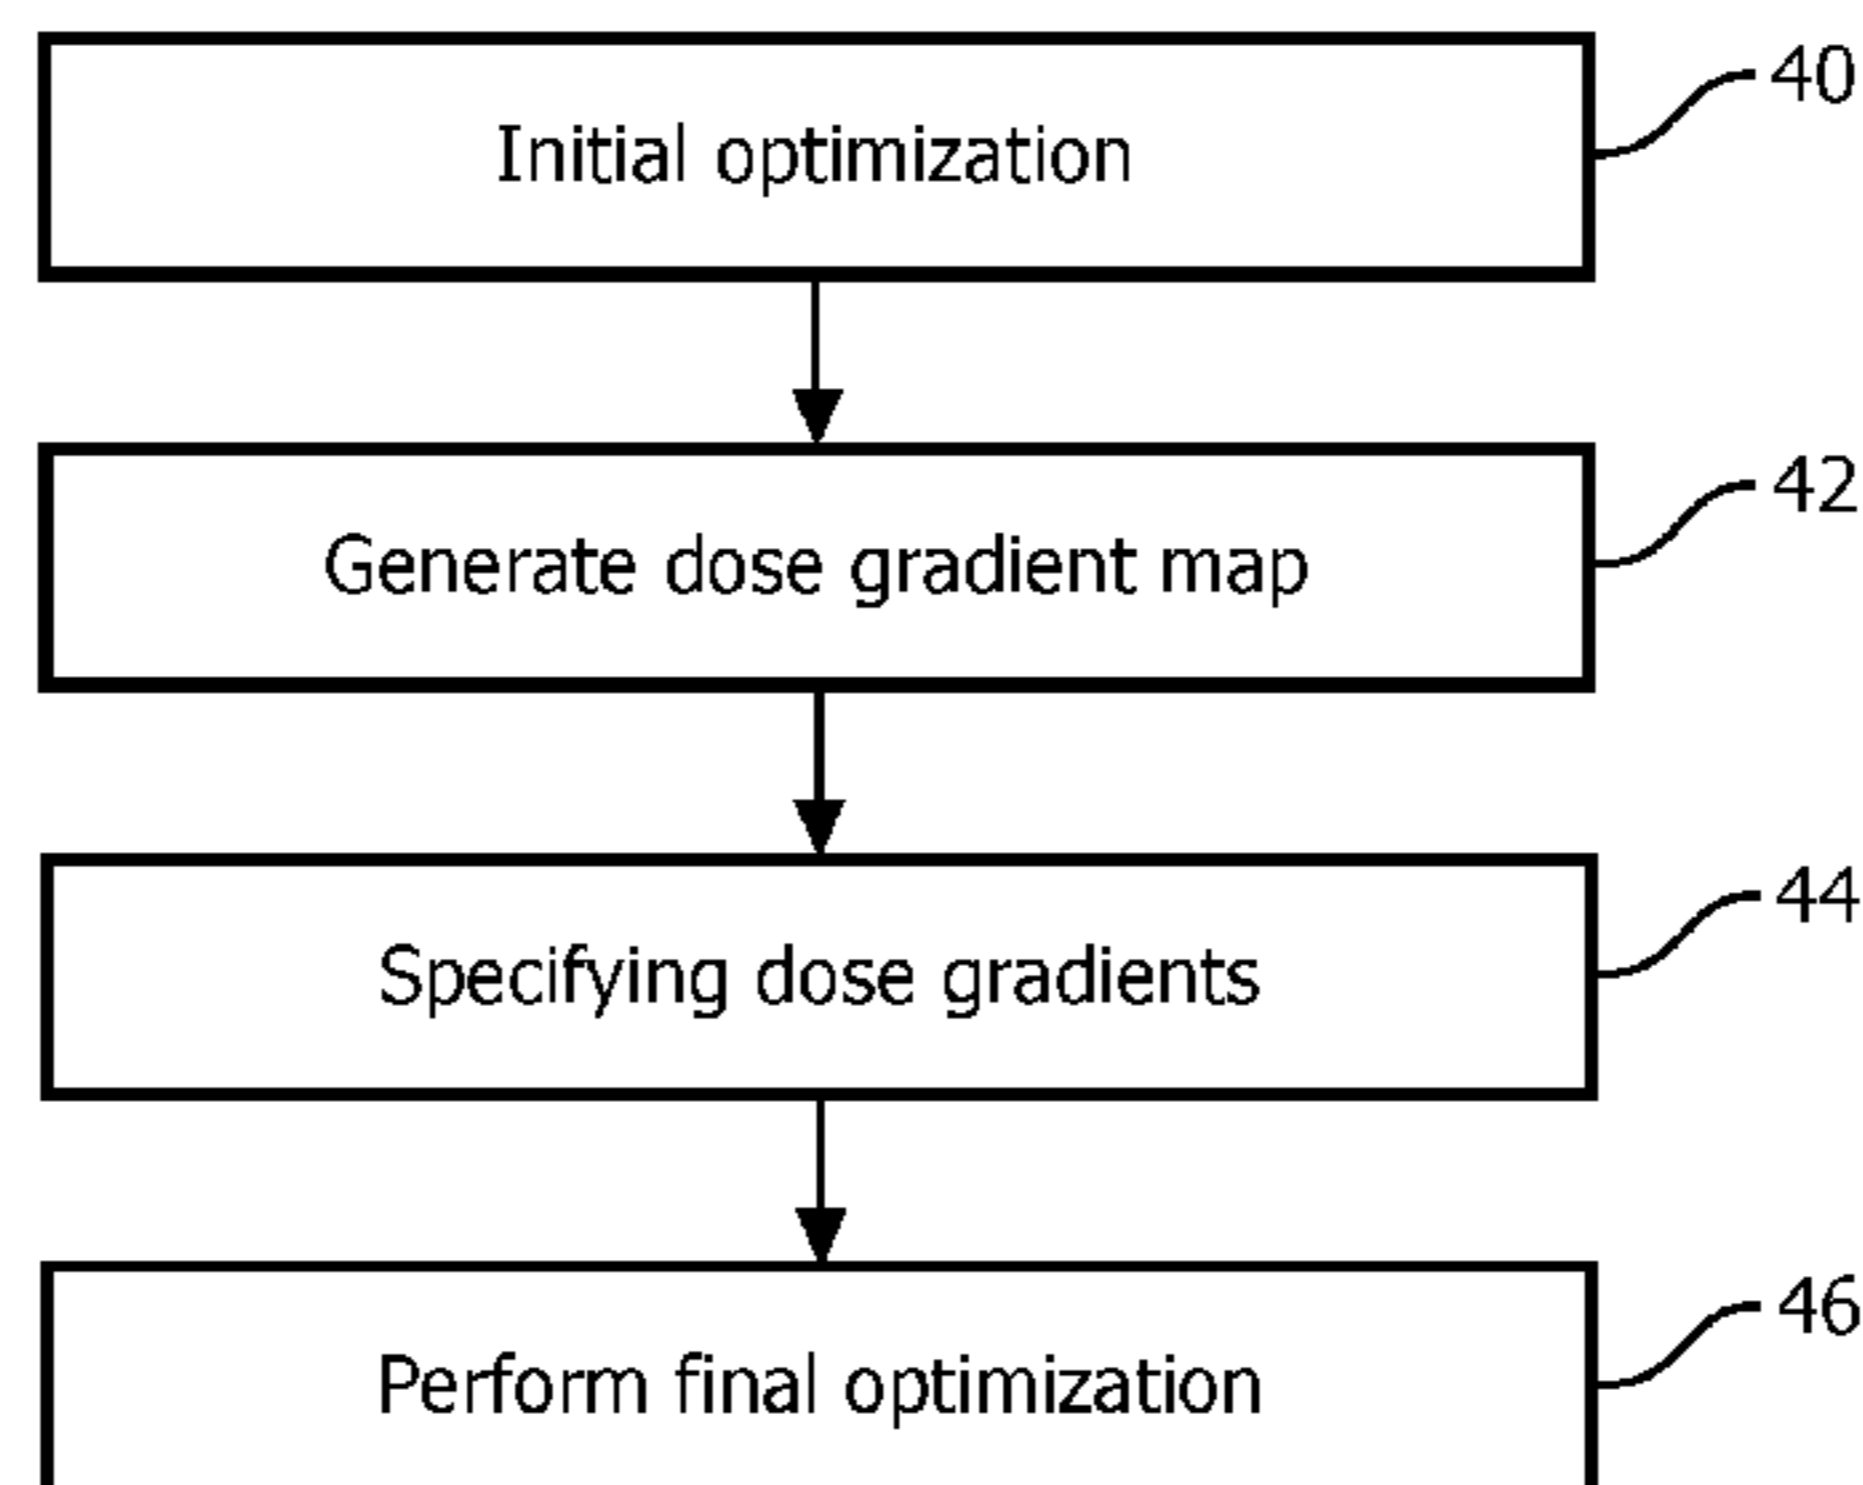 Initial optimization
40
Generate dose gradient map
42
Specifying dose gradients
44
Perform final optimization
46